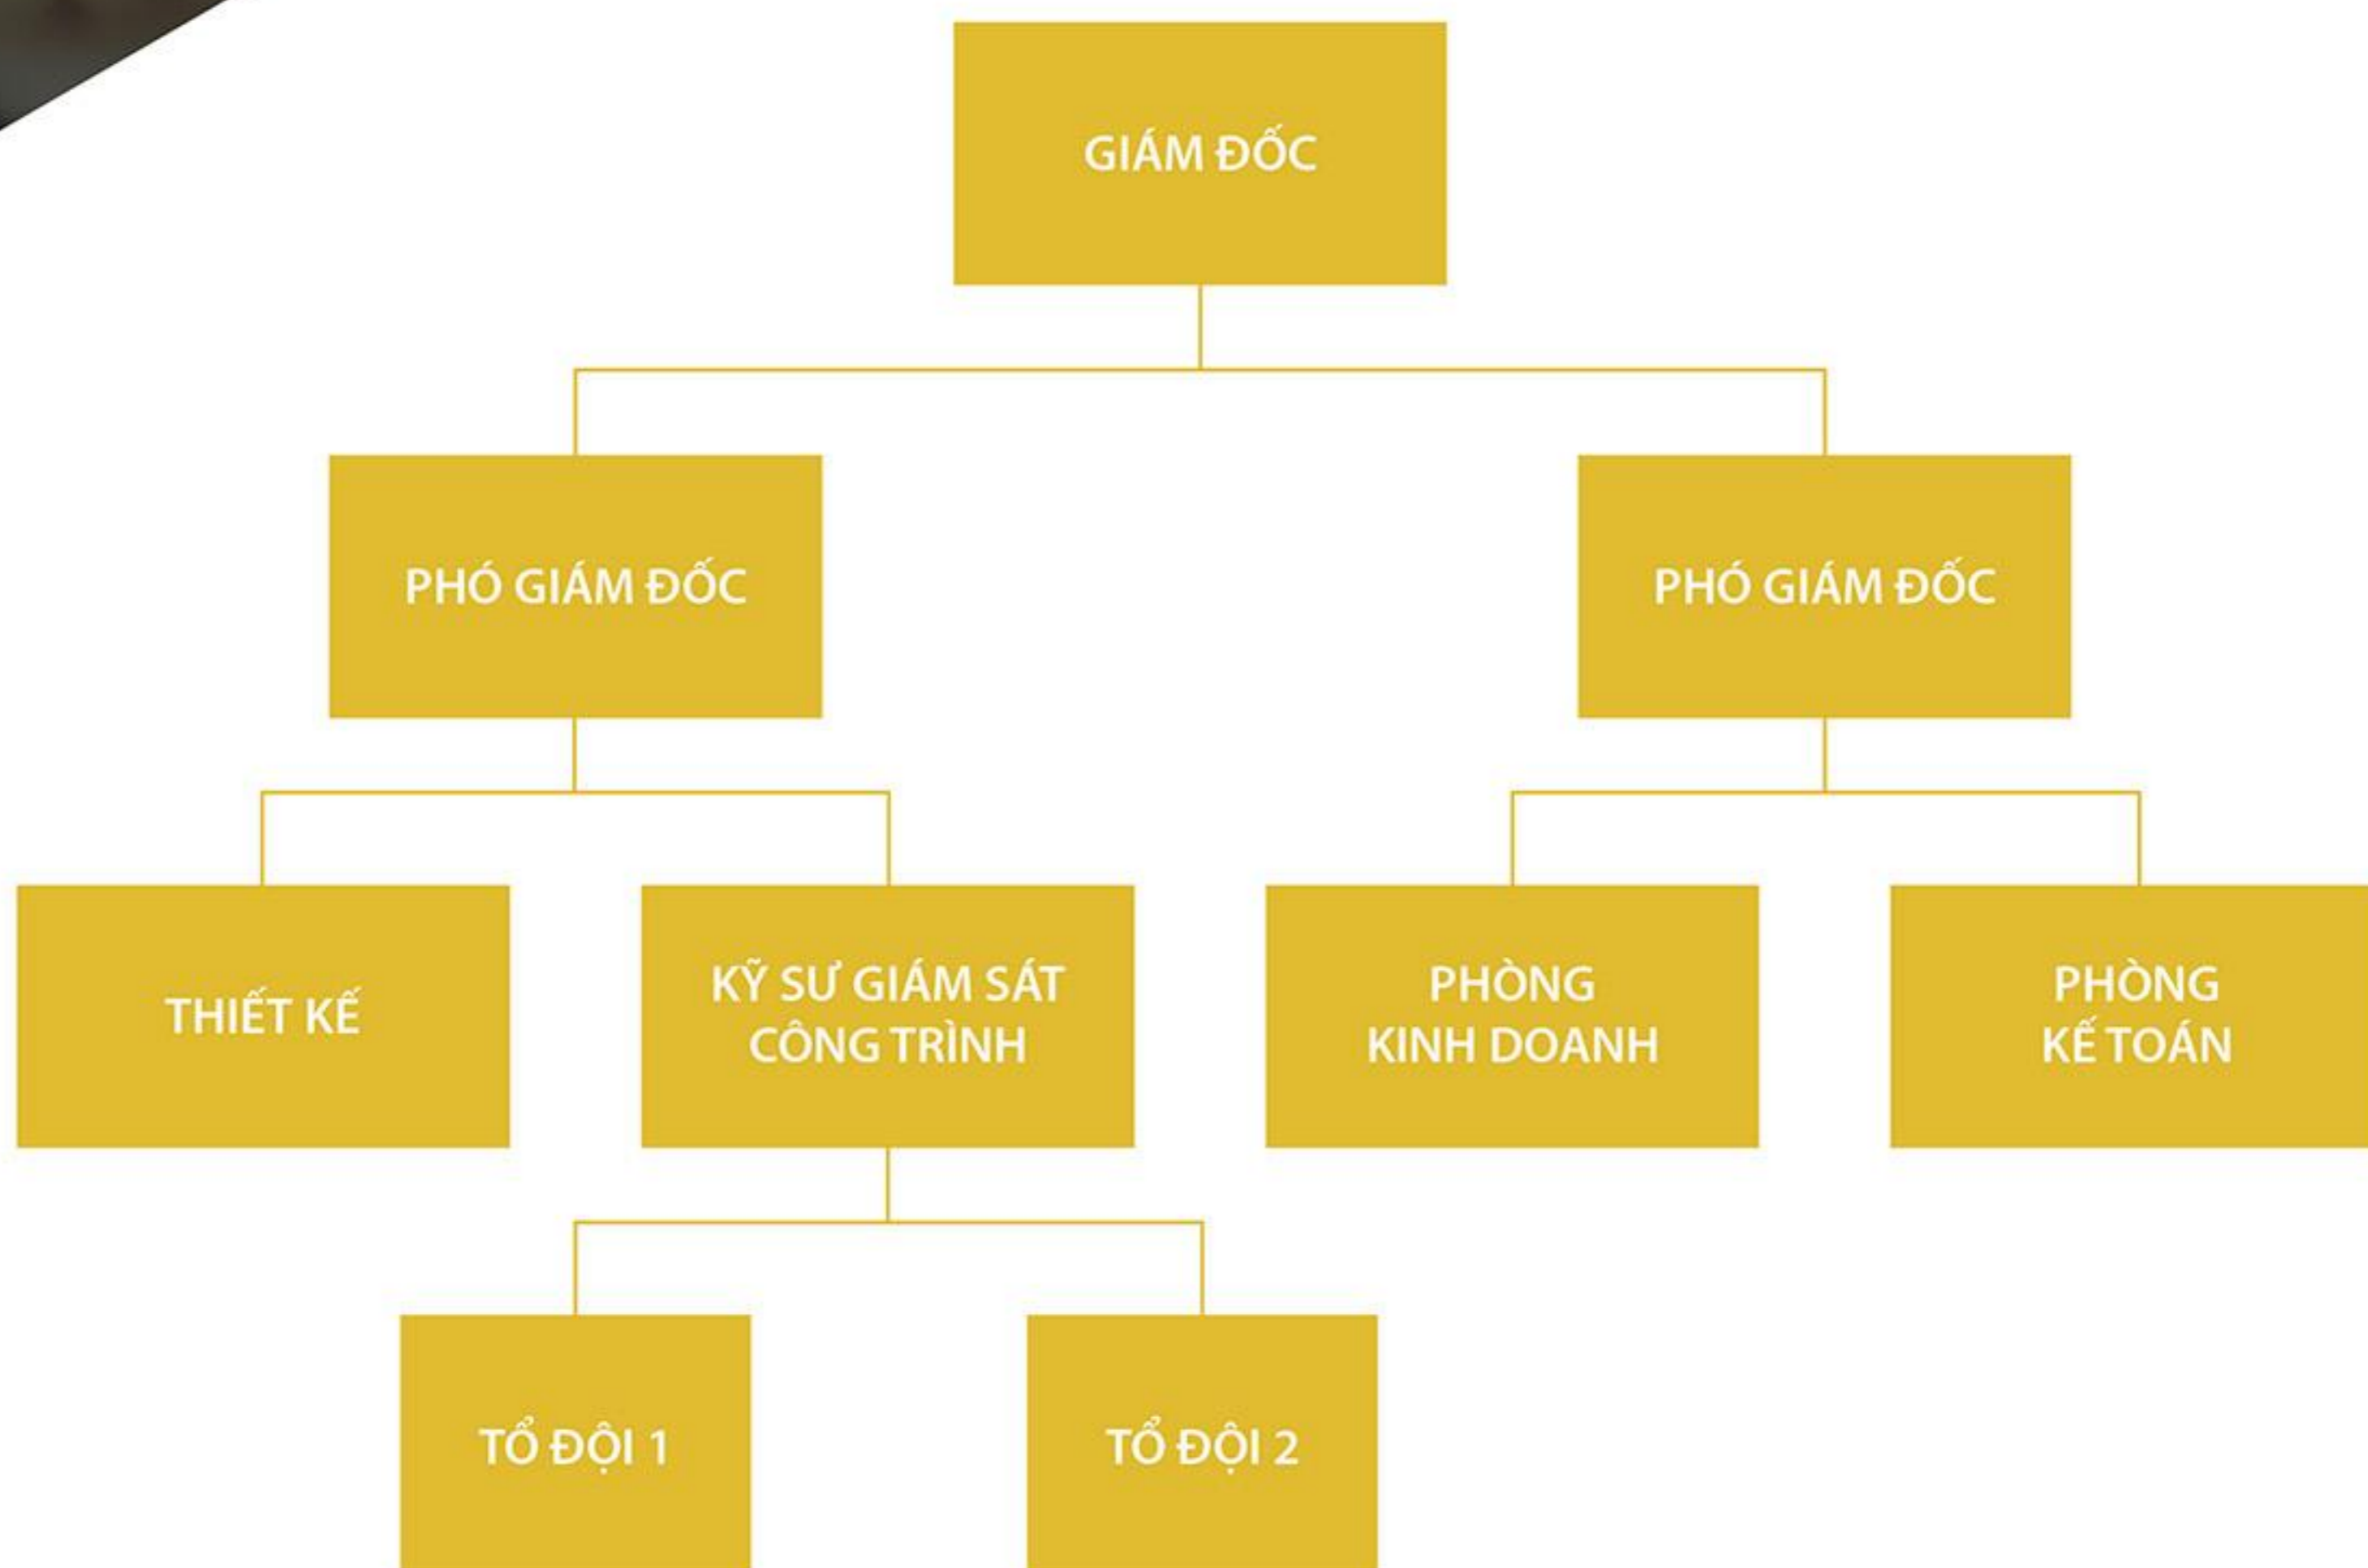 GIÁM ĐỐC
PHÓ GIÁM ĐỐC
PHÓ GIÁM ĐỐC
THIẾT KẾ
KỸ SƯ GIÁM SÁT
CÔNG TRÌNH
PHÒNG
KINH DOANH
PHÒNG
KẾ TOÁN
TỔ ĐỘI 1
TỔ ĐỘI 2